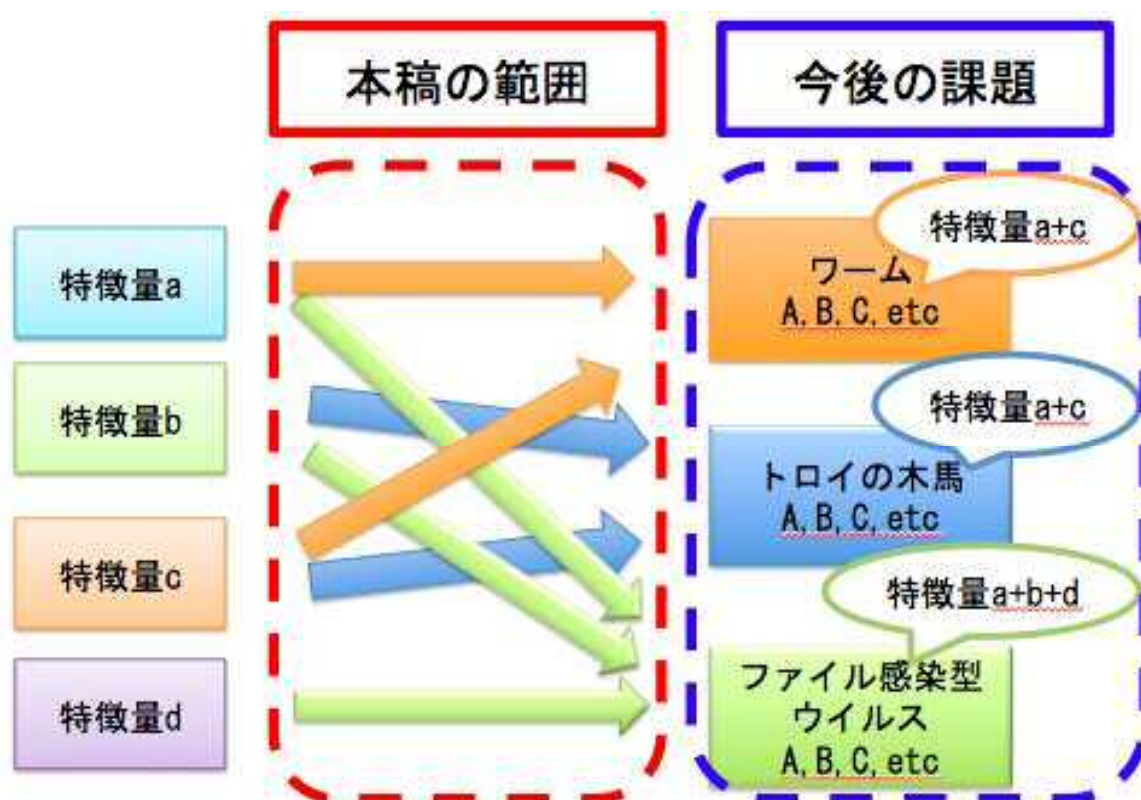 本稿の範囲
今後の課題
特徴量a
特徴量b
特徴量c
特徴量d
特徴量a+c
ワーム
A,B,C,etc
特徴量a+c
トロイの木馬
A,B,C,etc
特徴量a+b+d
ファイル感染型
ウイルス
A,B,C,etc